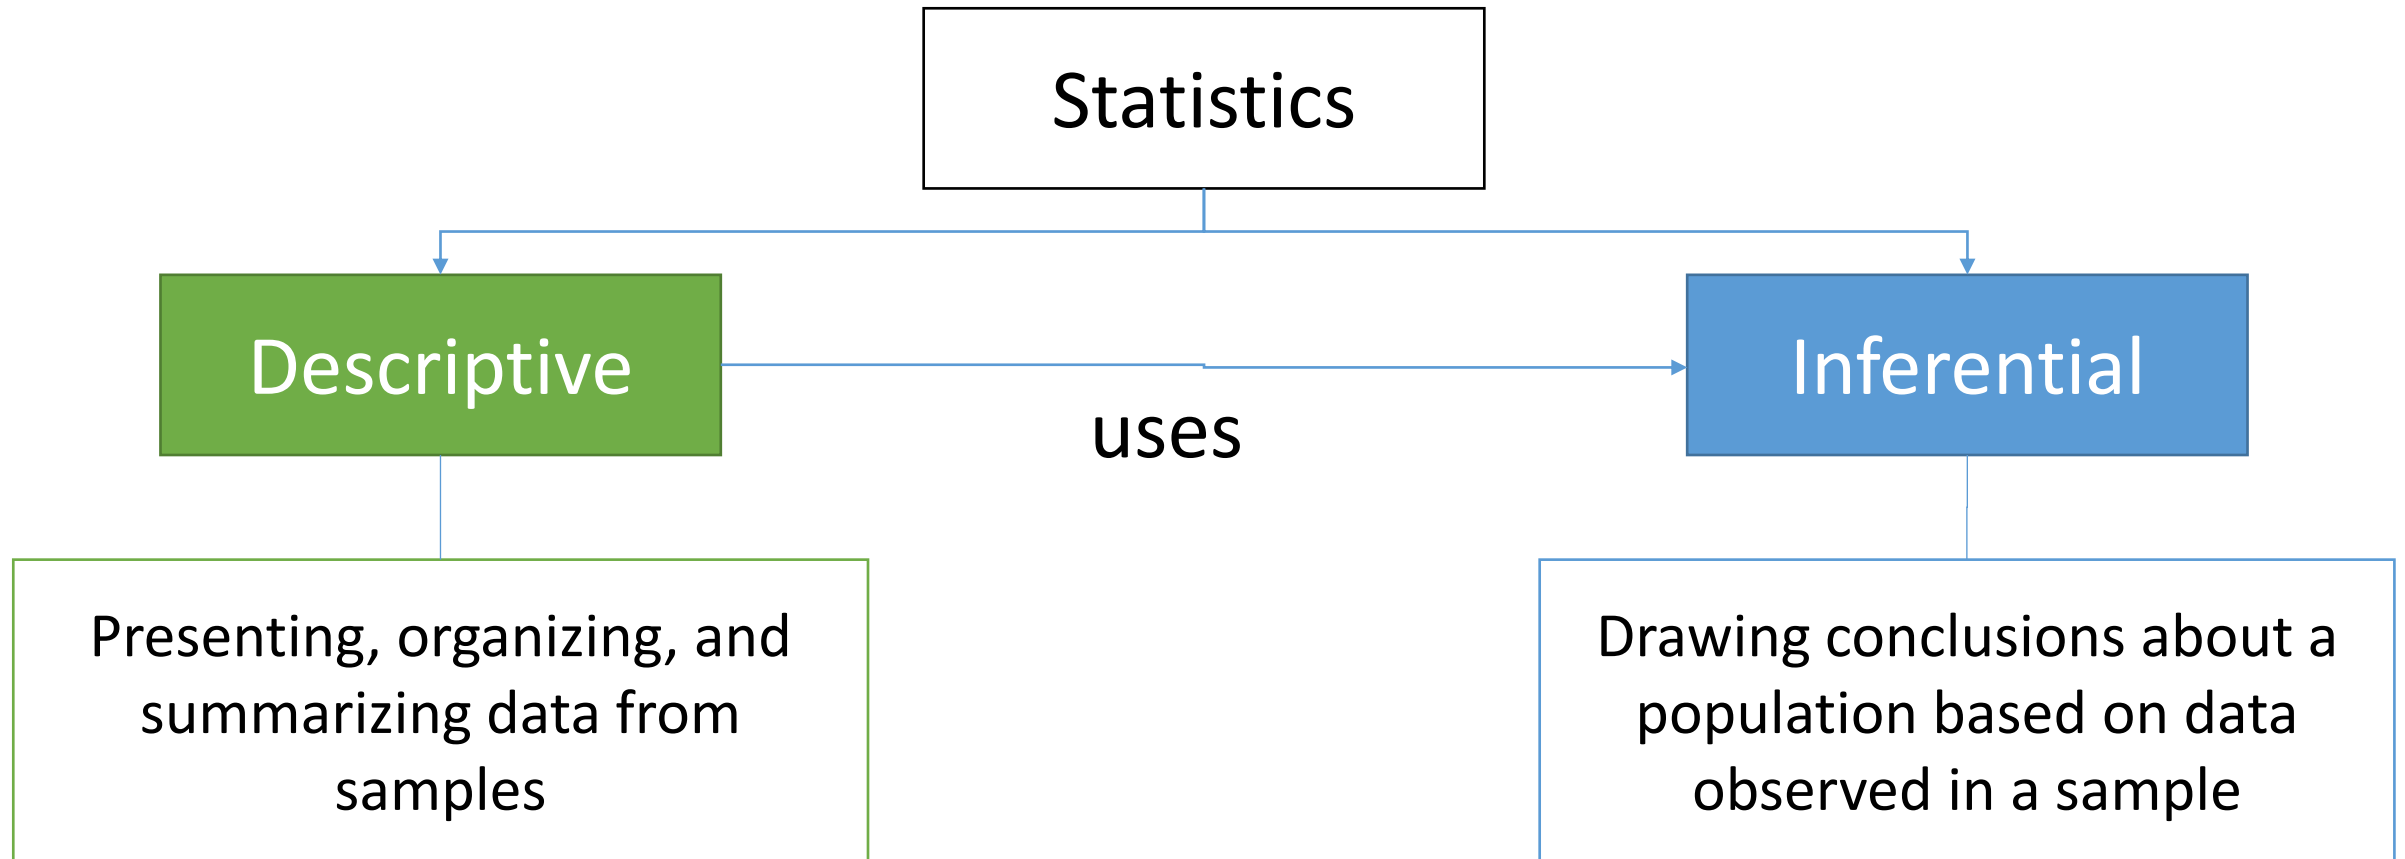 Statistics
Descriptive
Inferential
uses
Presenting, organizing, and
summarizing data from
samples
Drawing conclusions about a
population based on data
observed in a sample